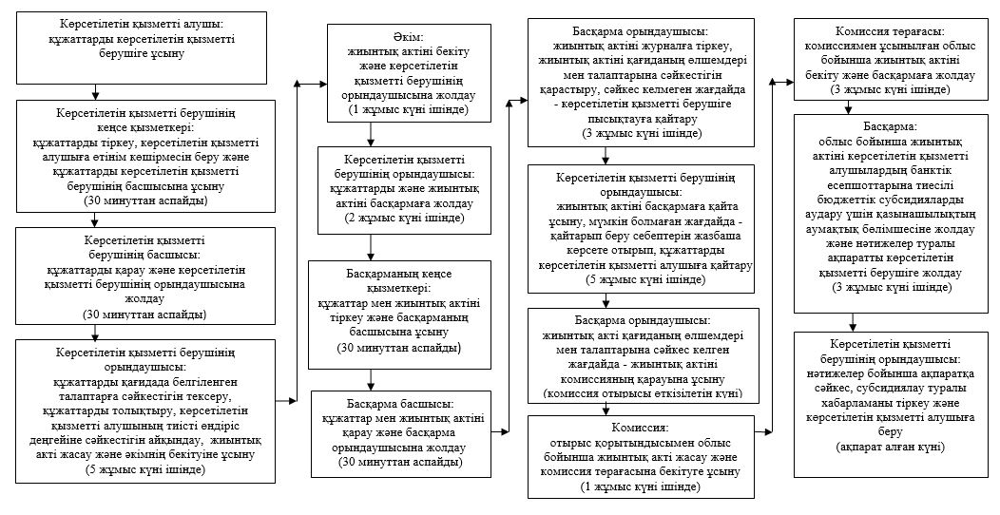 Көрсетілетін қызметті алушы:
құжаттарды көрсетілетін қызметті
берушіге ұсыну
Көрсетілетін қызметті берушінің
кеңсе қызметкері:
құжаттарды тіркеу, көрсетілетін қызметті
алушыға өтінім көшірмесін беру және
құжаттарды көрсетілетін қызметті
берушінің басшысына ұсыну
(30 минуттан аспайды)
Көрсетілетін қызметті
берушінің басшысы:
құжаттарды қарау және көрсетілетін
қызметті берушінің орындаушысына
жолдау
(30 минуттан аспайды)
Көрсетілетін қызметті берушінің
орындаушысы:
құжаттарды қағидада белгіленген
талаптарға сәйкестігін тексеру,
құжаттарды толықтыру, көрсетілетін
қызметті алушының тиісті өндіріс
деңгейіне сәйкестігін айқындау, жиынтық
акті жасау және әкімнің бекітуіне ұсыну
(5 жұмыс күні ішінде)
Әкім:
жиынтық актіні бекіту
және көрсетілетін
қызметті берушінің
орындаушысына жолдау
(1 жұмыс күні ішінде)
Көрсетілетін қызметті
берушінің орындаушысы:
құжаттарды және жиынтық
актіні басқармаға жолдау
(2 жұмыс күні ішінде)
Басқарманың кеңсе
қызметкері:
құжаттар мен жиынтық актіні
тіркеу және басқарманың
басшысына ұсыну
(30 минуттан аспайды)
Басқарма басшысы:
құжаттар мен жиынтық актіні
қарау және басқарма
орындаушысына жолдау
(30 минуттан аспайды)
Басқарма орындаушысы:
жиынтық актіні журналға тіркеу,
жиынтық актіні қағиданың өлшемдері
мен талаптарына сәйкестігін
қарастыру, сәйкес келмеген жағдайда
- көрсетілетін қызметті берушіге
пысықтауға қайтару
(3 жұмыс күні ішінде)
Көрсетілетін қызметті берушінің
орындаушысы:
жиынтық актіні басқармаға қайта
ұсыну, мүмкін болмаған жағдайда -
қайтарып беру себептерін жазбаша
көрсете отырып, құжаттарды
көрсетілетін қызметті алушыға қайтару
(5 жұмыс күні ішінде)
Басқарма орындаушысы:
жиынтық акті қағиданың өлшемдері
мен талаптарына сәйкес келген
жағдайда - жиынтық актіні
комиссияның қарауына ұсыну
(комиссия отырысы өткізілетін күні)
Комиссия:
отырыс қорытындысымен облыс
бойынша жиынтық акті жасау және
комиссия төрағасына бекітуге ұсыну
(1 жұмыс күні ішінде)
Комиссия төрағасы:
комиссиямен ұсынылған облыс
бойынша жиынтық актіні
бекіту және басқармаға жолдау
(3 жұмыс күні ішінде)
Басқарма:
облыс бойынша жиынтық
актіні көрсетілетін қызметті
алушылардың банктік
есепшоттарына тиесілі
бюджеттік субсидияларды
аудару үшін қазынашылықтың
аумақтық бөлімшесіне жолдау
және нәтижелер туралы
ақпаратты көрсетілетін
қызметті берушіге жолдау
(3 жұмыс күні ішінде)
Көрсетілетін қызметті
берушінің орындаушысы:
нәтижелер бойынша ақпаратқа
сәйкес, субсидиялау туралы
хабарламаны тіркеу және
көрсетілетін қызметті алушыға
беру
(ақпарат алған күні)